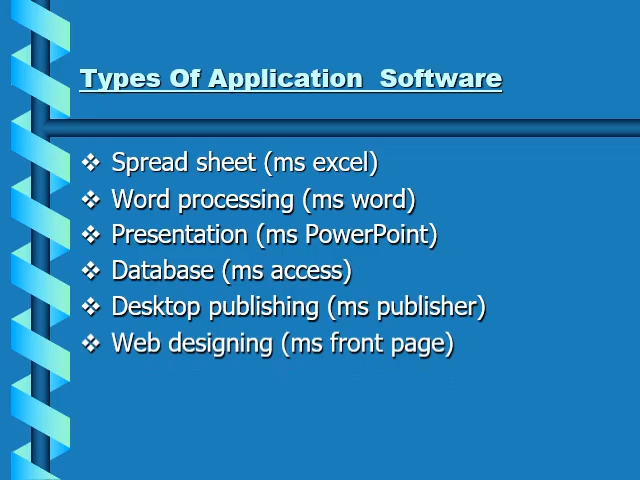 Types Of Application  Software
❖ Spread sheet (ms excel)
❖ Word processing (ms word)
❖ Presentation (ms PowerPoint)
❖ Database (ms access)
❖ Desktop publishing (ms publisher)
❖ Web designing (ms front page)